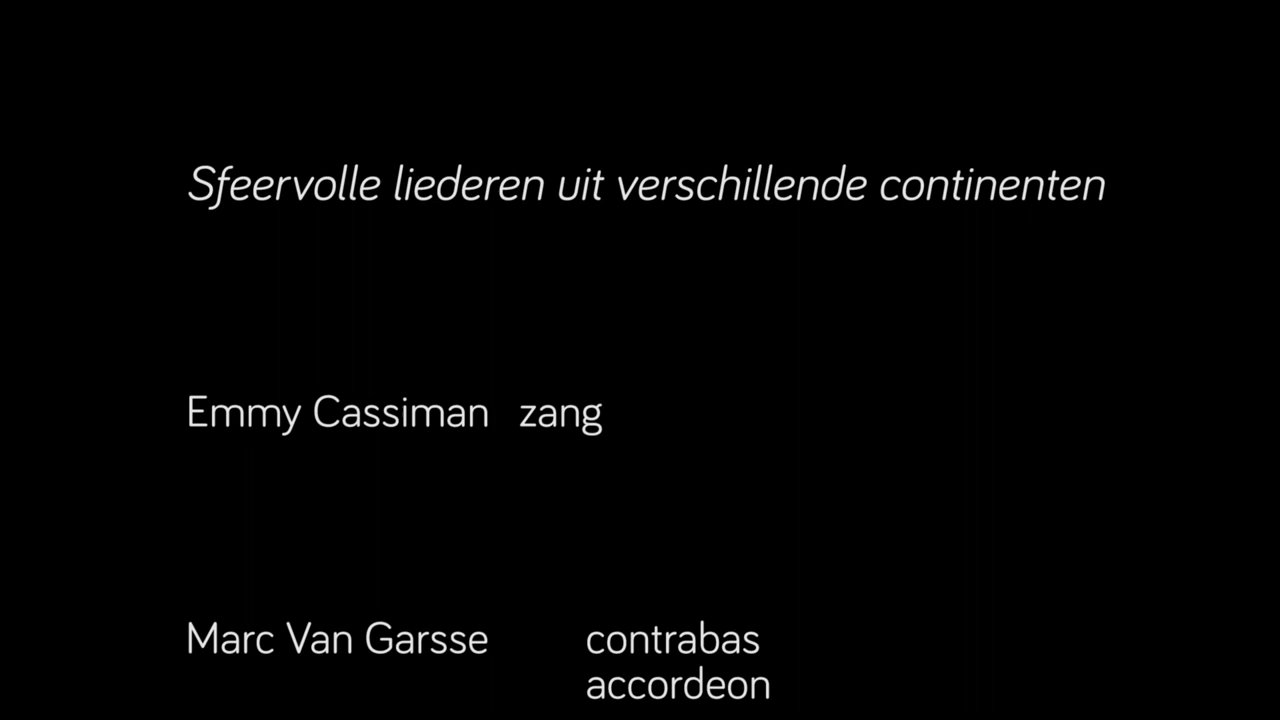 Sfeervolle liederen uit verschillende continenten
Emmy Cassiman zang
Marc Van Garsse contrabas
accordeon